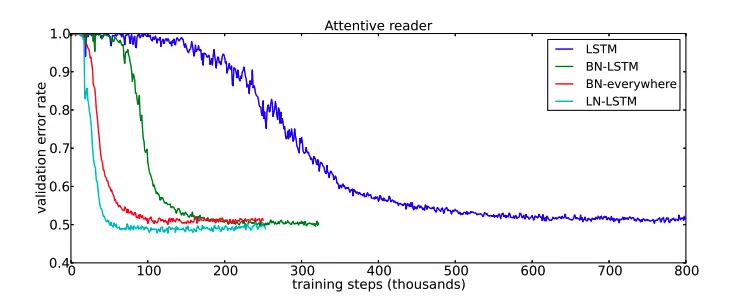 Attentive reader
validation error rate
1.0
0.9
0.8
0.7
0.6
0.5
0.4
LSTM
BN-LSTM
BN-everywhere
LN-LSTM
0 100 200 300 400 500 600 700 800
training steps (thousands)